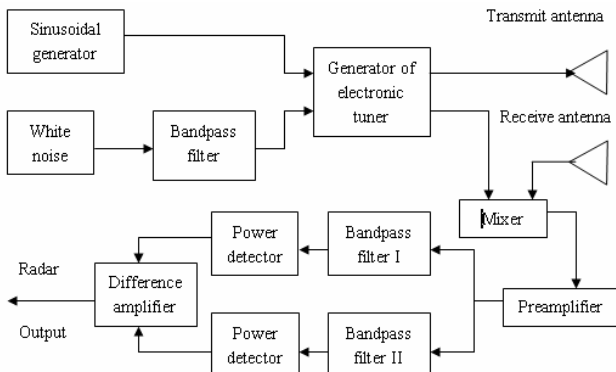 Sinusoidal
generator
Transmit antenna
Generator of
electronic
tuner
White
noise
Bandpass
filter
Receive antenna
Mixer
Power
detector
Bandpass
filter I
Radar
Difference
amplifier
Preamplifier
Output
Power
detector
Bandpass
filter II